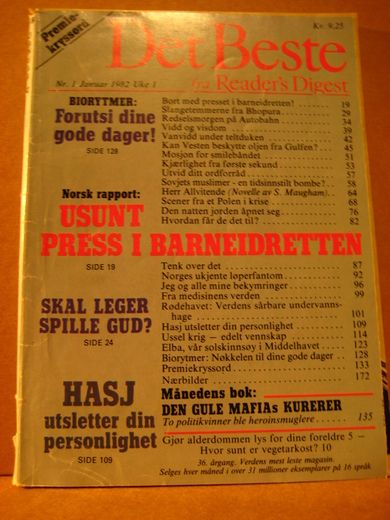 Premie-
kryssord
Kr. 9.25
Det Beste
Nr. 1 Januar 1982 Uke 1
fra Reader's Digest
BIORYTMER:
Forutsi dine
gode dager!
SIDE 128
Norsk rapport:
USUNT
PRESS I BARNEIDRETTEN
SIDE 19
SKAL LEGER
SPILLE GUD?
SIDE 24
HASJ
utsletter din
personlighet
SIDE 109
Bort med presset i barneidretten! 19
Slangetemmerne fra Bhopura 29
Redselsmorgen på Autobahn 34
Vidd og visdom 39
Vanvidd under teltduken 42
Kan Vesten beskytte oljen fra Gulfen? 45
Mosjon for smilebåndet 51
Kjærlighet fra første sekund 53
Utvid ditt ordforråd 57
Sovjets muslimer - en tidsinnstilt bombe? 58
Herr Allvitende (Novelle av S. Maugham) 64
Scener fra et Polen i krise 68
Den natten jorden åpnet seg 76
Hvordan får de det til? 82
Tenk over det 87
Norges ukjente løperfantom 92
Jeg og alle mine bekymringer 96
Fra medisinens verden 99
Rødehavet: Verdens sårbare undervanns-
hage 101
Hasj utsletter din personlighet 109
Ussel krig - edelt vennskap 114
Elba, vår solskinnsøy i Middelhavet 123
Biorytmer: Nøkkelen til dine gode dager 128
Premiekryssord 133
Nærbilder 172
Månedens bok:
DEN GULE MAFIAs KURERER
To politikvinner ble heroinsmuglere 135
Gjør alderdommen lys for dine foreldre 5 –
Hvor sunt er vegetarkost? 10
36. årgang. Verdens mest leste magasin.
Selges hver måned i over 31 millioner eksemplarer på 16 språk